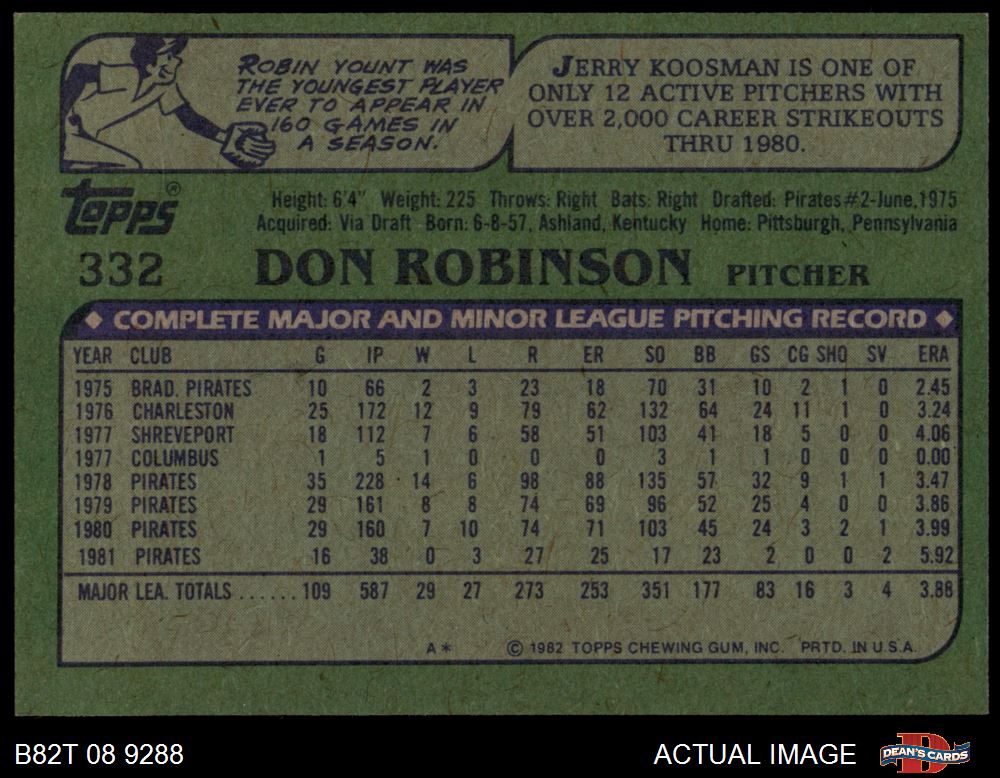 ROBIN YOUNT WAS
THE YOUNGEST PLAYER
EVER TO APPEAR IN
160 GAMES IN
A SEASON.
JERRY KOOSMAN IS ONE OF
ONLY 12 ACTIVE PITCHERS WITH
OVER 2,000 CAREER STRIKEOUTS
THRU 1980.
Topps®
Height: 6'4" Weight: 225 Throws: Right Bats: Right Drafted: Pirates #2-June, 1975
Acquired: Via Draft Born: 6-8-57, Ashland, Kentucky Home: Pittsburgh, Pennsylvania
332 DON ROBINSON PITCHER
◆ COMPLETE MAJOR AND MINOR LEAGUE PITCHING RECORD ◆
YEAR CLUB G IP W L R ER SO BB GS CG SHO SV ERA
1975 BRAD. PIRATES 10 66 2 3 23 18 70 31 10 2 1 0 2.45
1976 CHARLESTON 25 172 12 9 79 62 132 64 24 11 1 0 3.24
1977 SHREVEPORT 18 112 7 6 58 51 103 41 18 5 0 0 4.06
1977 COLUMBUS 1 5 1 0 0 0 3 1 1 0 0 0 0.00
1978 PIRATES 35 228 14 6 98 88 135 57 32 9 1 1 3.47
1979 PIRATES 29 161 8 8 74 69 96 52 25 4 0 0 3.86
1980 PIRATES 29 160 7 10 74 71 103 45 24 3 2 1 3.99
1981 PIRATES 16 38 0 3 27 25 17 23 2 0 0 2 5.92
MAJOR LEA. TOTALS ...... 109 587 29 27 273 253 351 177 83 16 3 4 3.88
A* © 1982 TOPPS CHEWING GUM, INC. PRTD. IN U.S.A.
B82T 08 9288 ACTUAL IMAGE DEAN'S CARDS